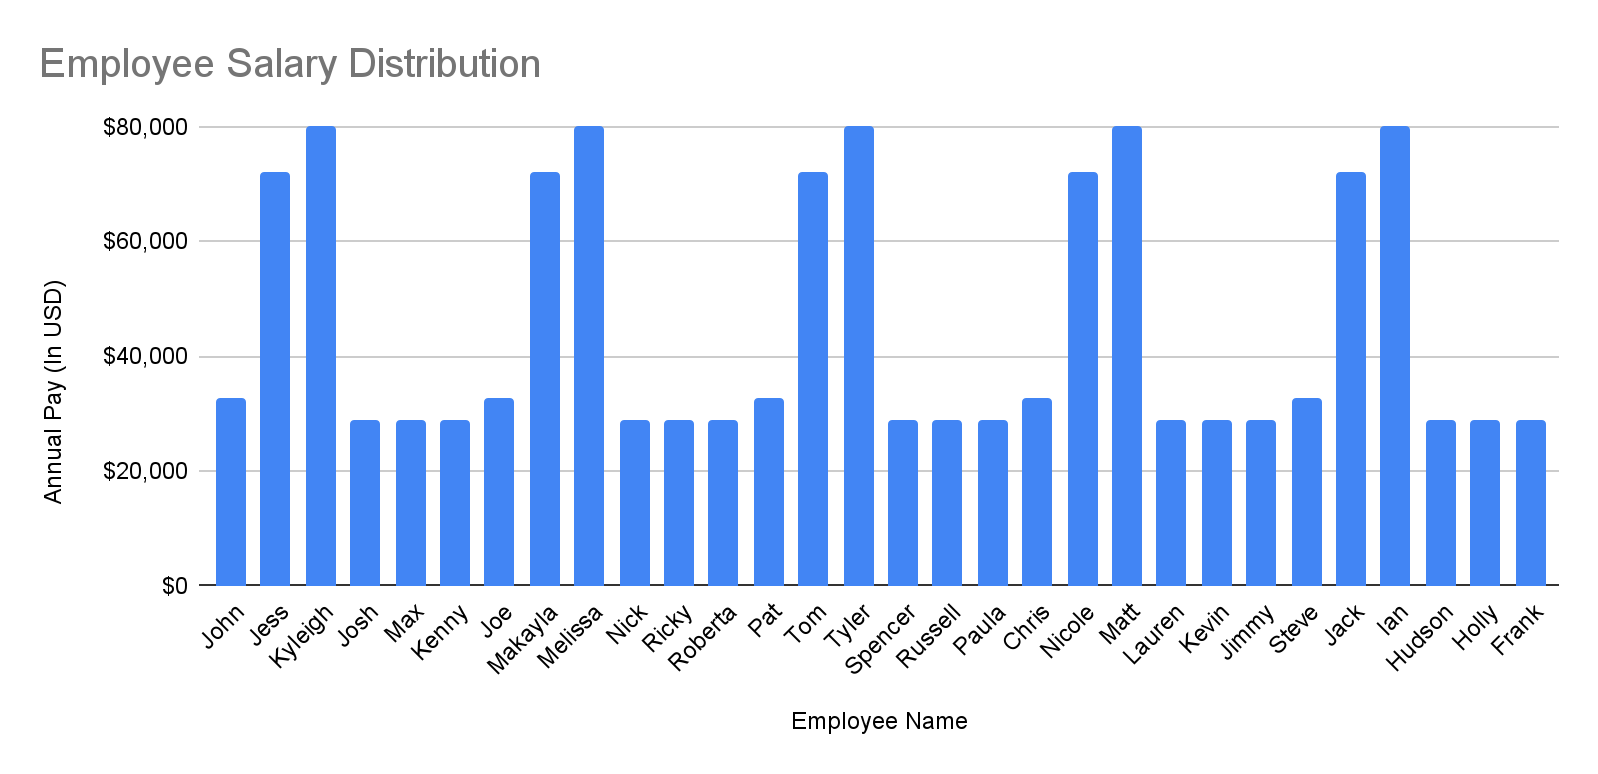 Employee Salary Distribution
$80,000
$60,000
$40,000
$20,000
$0
Annual Pay (In USD)
John
Jess
Kyleigh
Josh
Max
Kenny
Joe
Makayla
Melissa
Nick
Ricky
Roberta
Pat
Tom
Tyler
Spencer
Russell
Paula
Chris
Nicole
Matt
Lauren
Kevin
Jimmy
Steve
Jack
Ian
Hudson
Holly
Frank
Employee Name